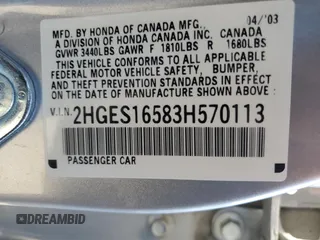 MFD. BY HONDA OF CANADA MFG., 04/'03
A DIVISION OF HONDA CANADA INC. CANADA
GVWR 3440LBS GAWR F 1810LBS R 1680LBS
THIS VEHICLE CONFORMS TO ALL APPLICABLE
FEDERAL MOTOR VEHICLE SAFETY, BUMPER,
AND THEFT PREVENTION STANDARDS IN
EFFECT ON THE DATE OF MANUFACTURE
SHOWN ABOVE.
V.I.N. 2HGES16583H570113
PASSENGER CAR
DREAMBID